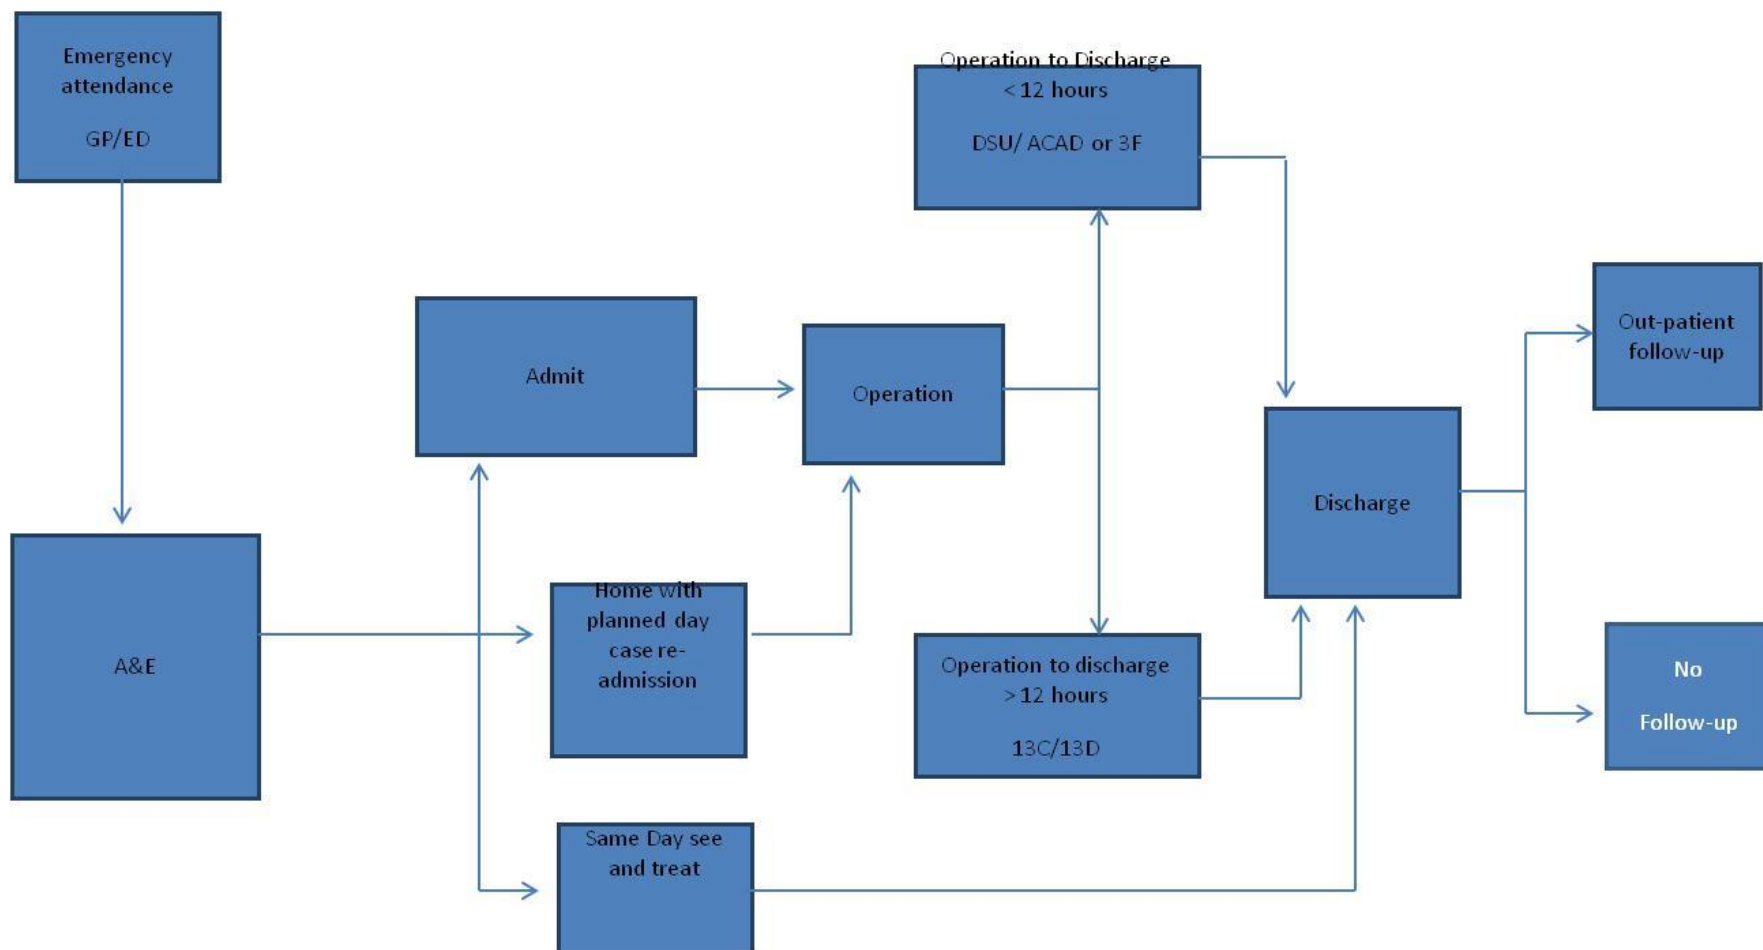 Emergency
attendance
GP/ED
Operation to Discharge
< 12 hours
DSU/ ACAD or 3F
Out-patient
follow-up
Admit
Operation
Discharge
A&E
Home with
planned day
case re-
admission
Operation to discharge
> 12 hours
13C/13D
No
Follow-up
Same Day see
and treat